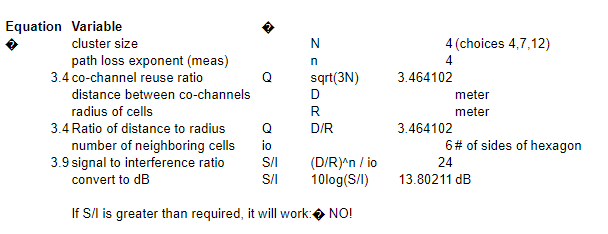 Equation Variable �
� cluster size N 4 (choices 4,7,12)
path loss exponent (meas) n 4
3.4 co-channel reuse ratio Q sqrt(3N) 3.464102
distance between co-channels D meter
radius of cells R meter
3.4 Ratio of distance to radius Q D/R 3.464102
number of neighboring cells io 6 # of sides of hexagon
3.9 signal to interference ratio S/I (D/R)^n / io 24
convert to dB S/I 10log(S/I) 13.80211 dB
If S/I is greater than required, it will work:� NO!